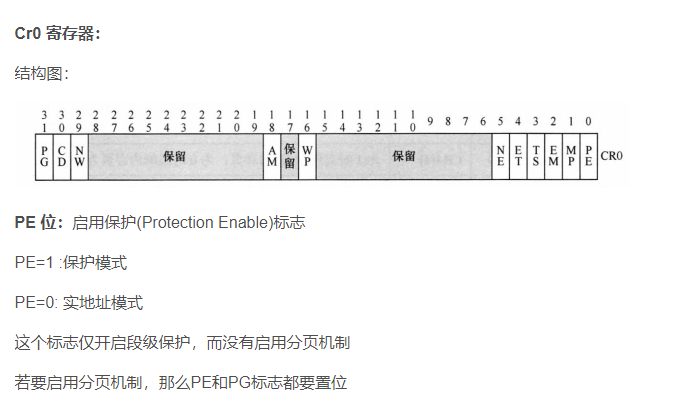 Cr0 寄存器：
结构图：
31 30 29 28 27 26 25 24 23 22 21 20 19 18 17 16 15 14 13 12 11 10 9 8 7 6 5 4 3 2 1 0
PG CD NW 保留 AM 保留 WP 保留 NE ET TS EM MP PE CR0
PE 位：启用保护(Protection Enable)标志
PE=1 :保护模式
PE=0: 实地址模式
这个标志仅开启段级保护，而没有启用分页机制
若要启用分页机制，那么PE和PG标志都要置位